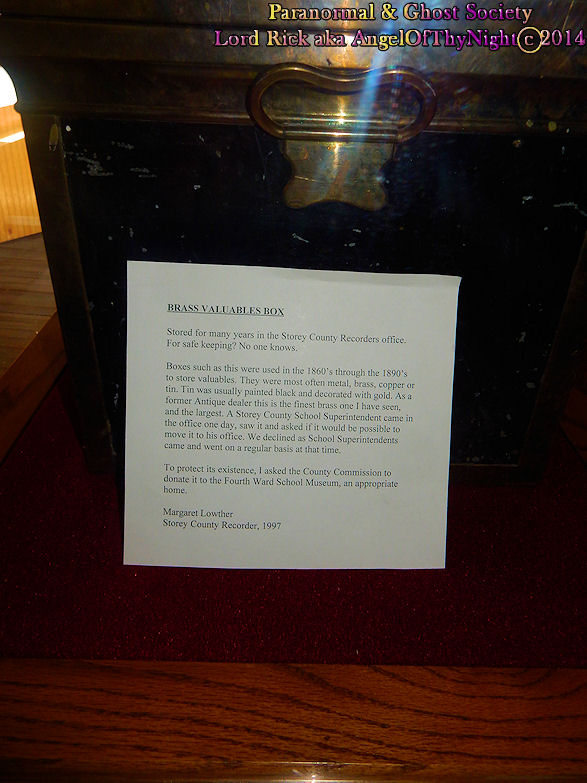 Paranormal & Ghost Society
Lord Rick aka AngelOfThyNight© 2014
BRASS VALUABLES BOX
Stored for many years in the Storey County Recorders office.
For safe keeping? No one knows.
Boxes such as this were used in the 1860's through the 1890's
to store valuables. They were most often metal, brass, copper or
tin. Tin was usually painted black and decorated with gold. As a
former Antique dealer this is the finest brass one I have seen,
and the largest. A Storey County School Superintendent came in
the office one day, saw it and asked if it would be possible to
move it to his office. We declined as School Superintendents
came and went on a regular basis at that time.
To protect its existence, I asked the County Commission to
donate it to the Fourth Ward School Museum, an appropriate
home.
Margaret Lowther
Storey County Recorder, 1997